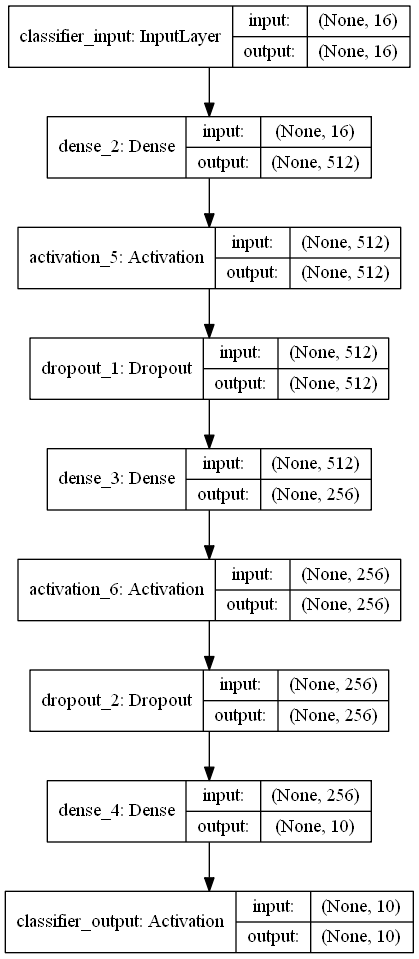 classifier_input: InputLayer
input: (None, 16)
output: (None, 16)
dense_2: Dense
input: (None, 16)
output: (None, 512)
activation_5: Activation
input: (None, 512)
output: (None, 512)
dropout_1: Dropout
input: (None, 512)
output: (None, 512)
dense_3: Dense
input: (None, 512)
output: (None, 256)
activation_6: Activation
input: (None, 256)
output: (None, 256)
dropout_2: Dropout
input: (None, 256)
output: (None, 256)
dense_4: Dense
input: (None, 256)
output: (None, 10)
classifier_output: Activation
input: (None, 10)
output: (None, 10)